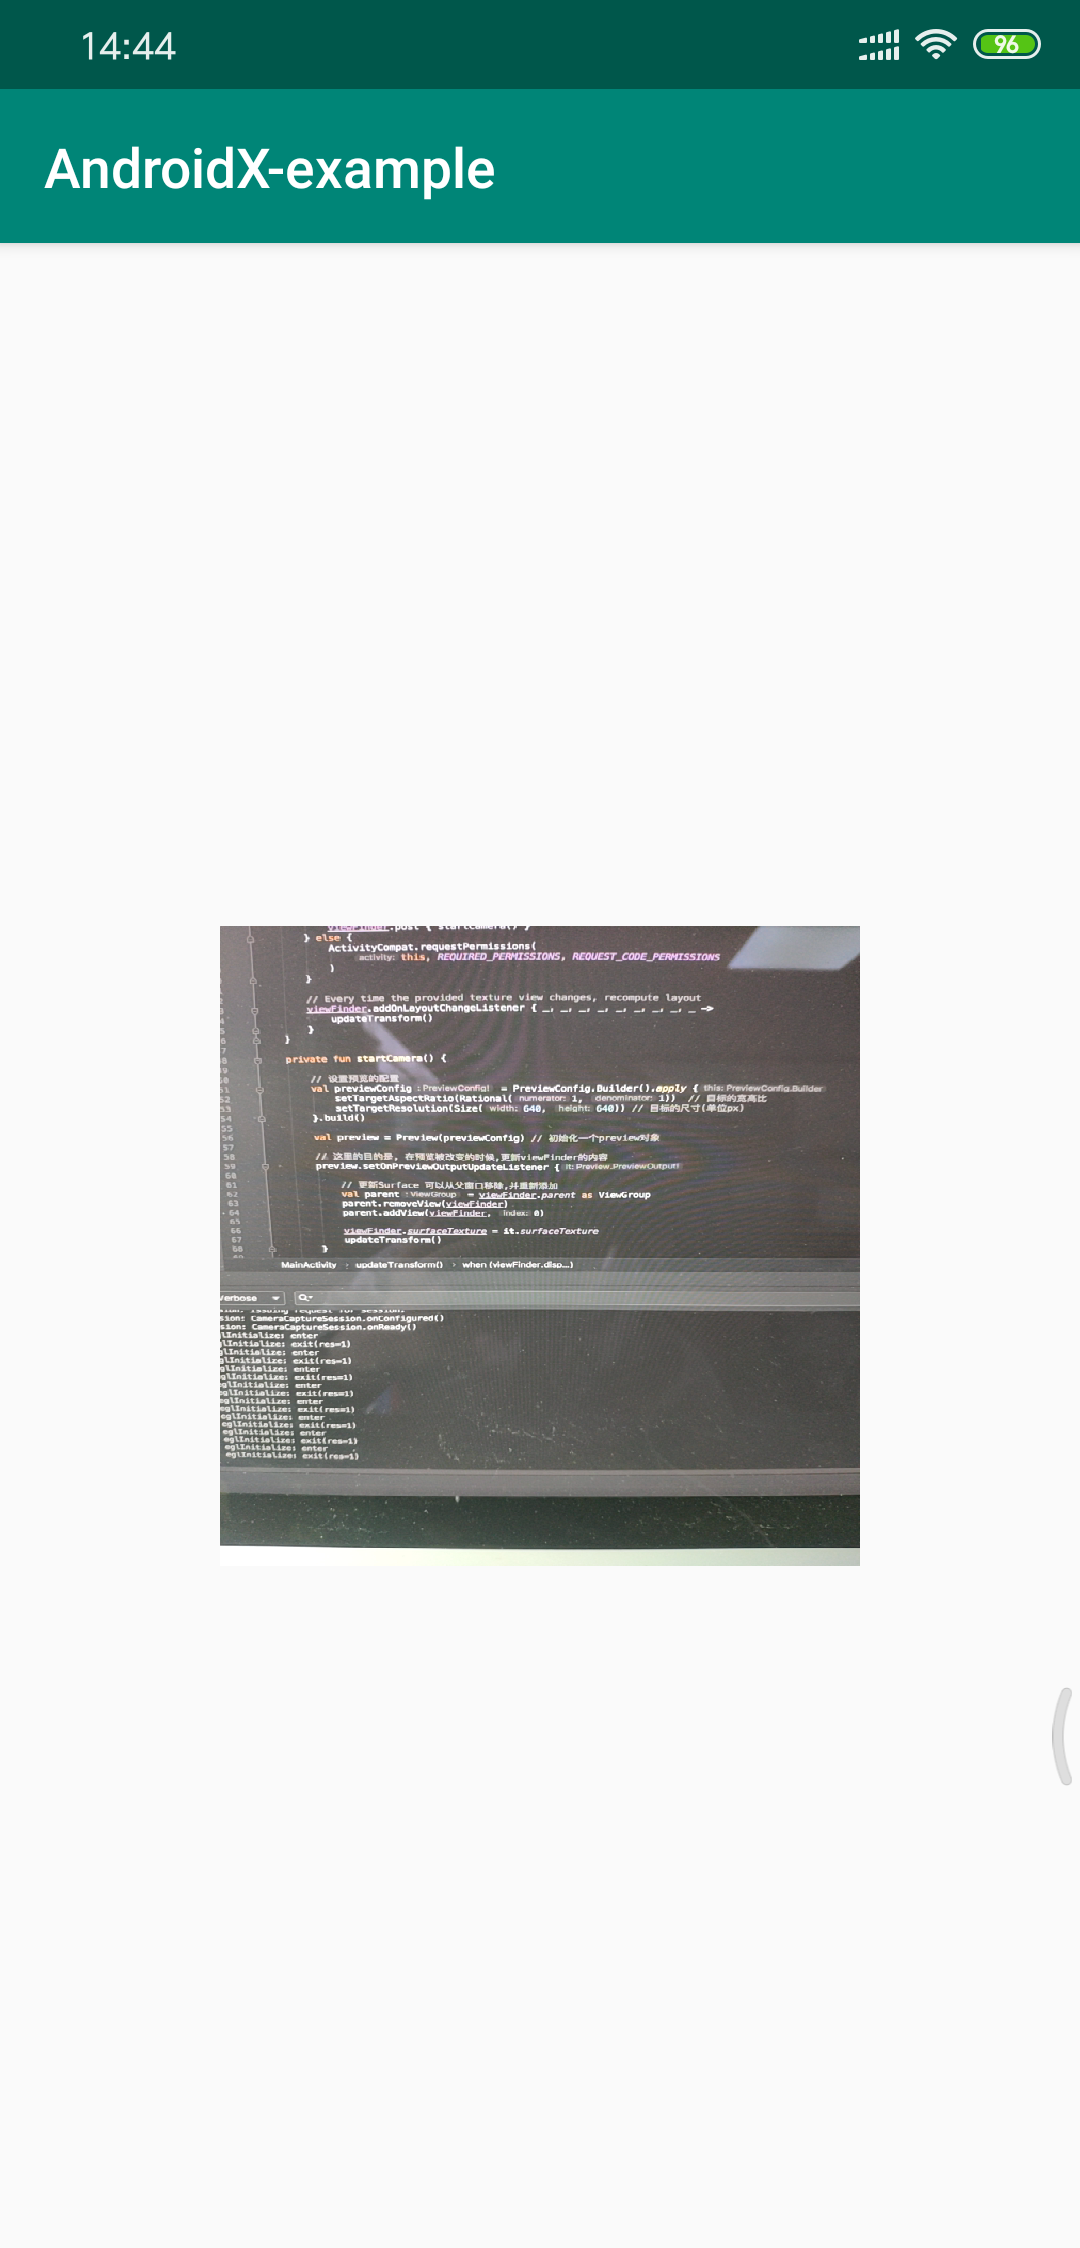 14:44
96
AndroidX-example
viewFinder.post { startCamera() }
} else {
ActivityCompat.requestPermissions(
activity: this, REQUIRED_PERMISSIONS, REQUEST_CODE_PERMISSIONS
)
}
// Every time the provided texture view changes, recompute layout
viewFinder.addOnLayoutChangeListener { _, _, _, _, _, _, _, _, _ ->
updateTransform()
}
}
private fun startCamera() {
// 设置预览的配置
val previewConfig : PreviewConfig! = PreviewConfig.Builder().apply { this: PreviewConfig.Builder
setTargetAspectRatio(Rational( numerator: 1, denominator: 1)) // 目标的宽高比
setTargetResolution(Size( width: 640, height: 640)) // 目标的尺寸(单位px)
}.build()
val preview = Preview(previewConfig) // 初始化一个preview对象
// 这里的目的是, 在预览被改变的时候,更新viewFinder的内容
preview.setOnPreviewOutputUpdateListener { it: Preview.PreviewOutput!
// 更新Surface 可以从父窗口移除,并重新添加
val parent : ViewGroup = viewFinder.parent as ViewGroup
parent.removeView(viewFinder)
parent.addView(viewFinder, index: 0)
viewFinder.surfaceTexture = it.surfaceTexture
updateTransform()
}
MainActivity › updateTransform() › when (viewFinder.disp...)
Verbose
sion: issuing request for session.
sion: CameraCaptureSession.onConfigured()
sion: CameraCaptureSession.onReady()
glInitialize: enter
glInitialize: exit(res=1)
glInitialize: enter
glInitialize: exit(res=1)
glInitialize: enter
glInitialize: exit(res=1)
glInitialize: enter
eglInitialize: exit(res=1)
eglInitialize: enter
eglInitialize: exit(res=1)
eglInitialize: enter
eglInitialize: exit(res=1)
eglInitialize: enter
eglInitialize: exit(res=1)
eglInitialize: enter
eglInitialize: exit(res=1)